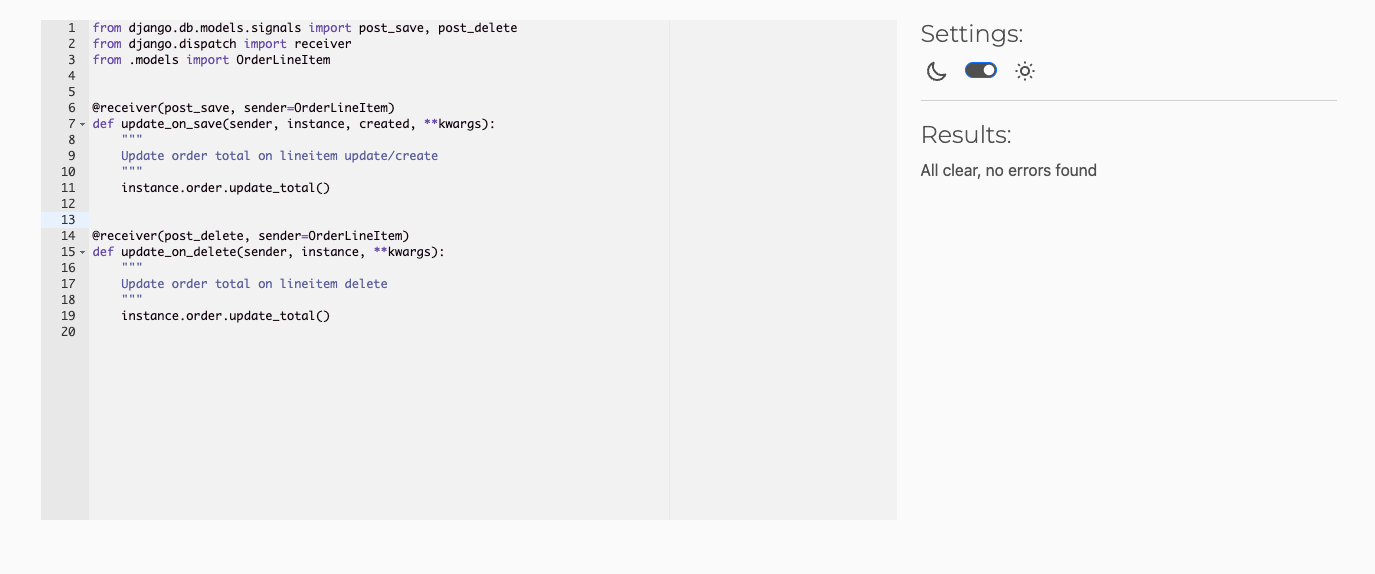 1 from django.db.models.signals import post_save, post_delete
2 from django.dispatch import receiver
3 from .models import OrderLineItem
4
5
6 @receiver(post_save, sender=OrderLineItem)
7 def update_on_save(sender, instance, created, **kwargs):
8     """
9     Update order total on lineitem update/create
10     """
11     instance.order.update_total()
12
13
14 @receiver(post_delete, sender=OrderLineItem)
15 def update_on_delete(sender, instance, **kwargs):
16     """
17     Update order total on lineitem delete
18     """
19     instance.order.update_total()
20
Settings:
Results:
All clear, no errors found